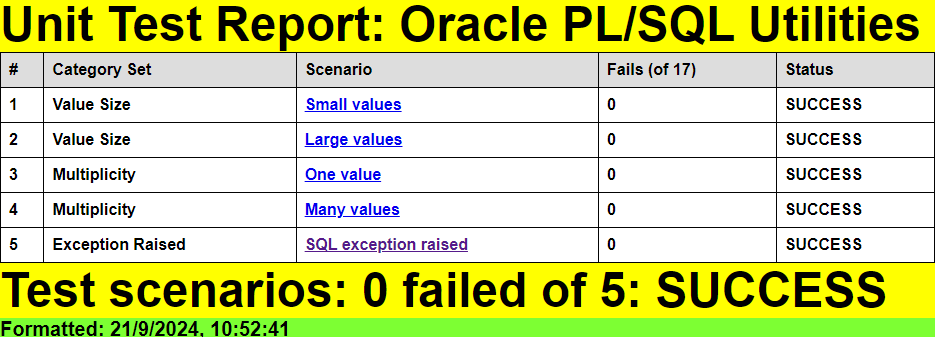 Unit Test Report: Oracle PL/SQL Utilities
# Category Set Scenario Fails (of 17) Status
1 Value Size Small values 0 SUCCESS
2 Value Size Large values 0 SUCCESS
3 Multiplicity One value 0 SUCCESS
4 Multiplicity Many values 0 SUCCESS
5 Exception Raised SQL exception raised 0 SUCCESS
Test scenarios: 0 failed of 5: SUCCESS
Formatted: 21/9/2024, 10:52:41